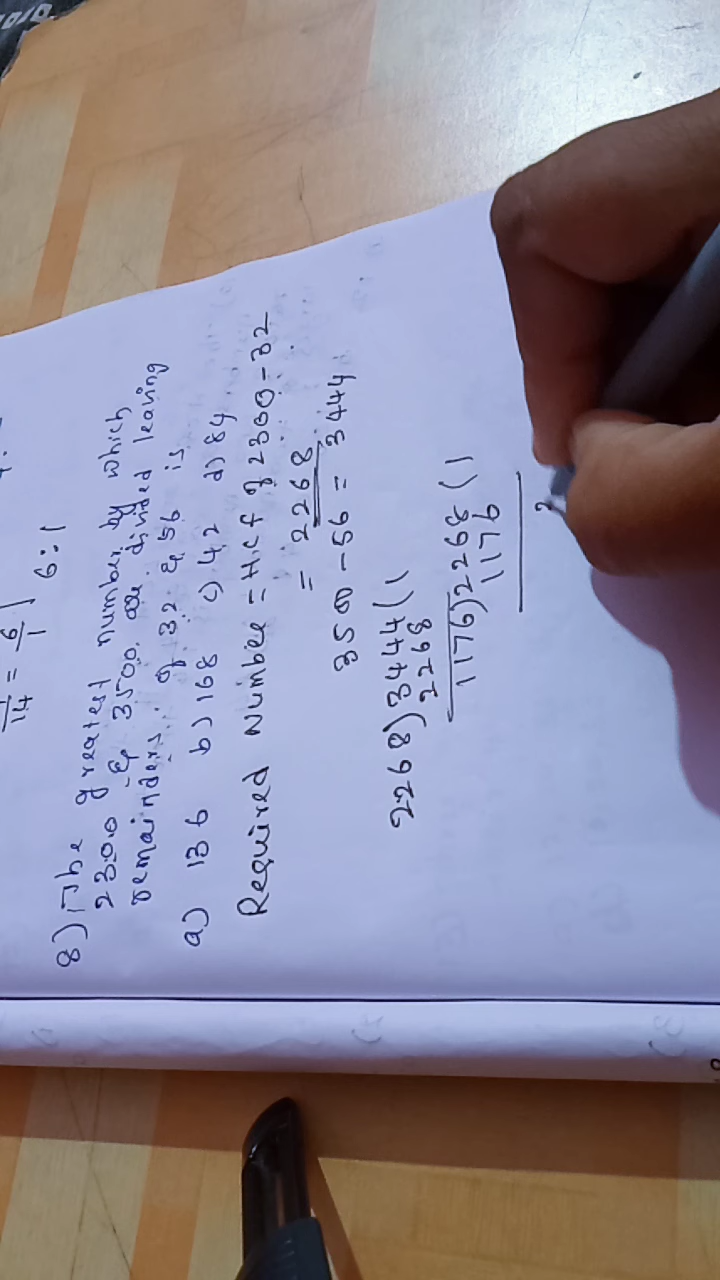 14 = 6/1 ] 6:1
8) The greatest number by which
2300 & 3500 are divided leaving
remainders of 32 & 56 is
a) 136 b) 168 c) 42 d) 84
Required Number = H.C.f of 2300-32
= 2268
3500-56 = 3444
2268)3444(1
2268
1176)2268(1
1176